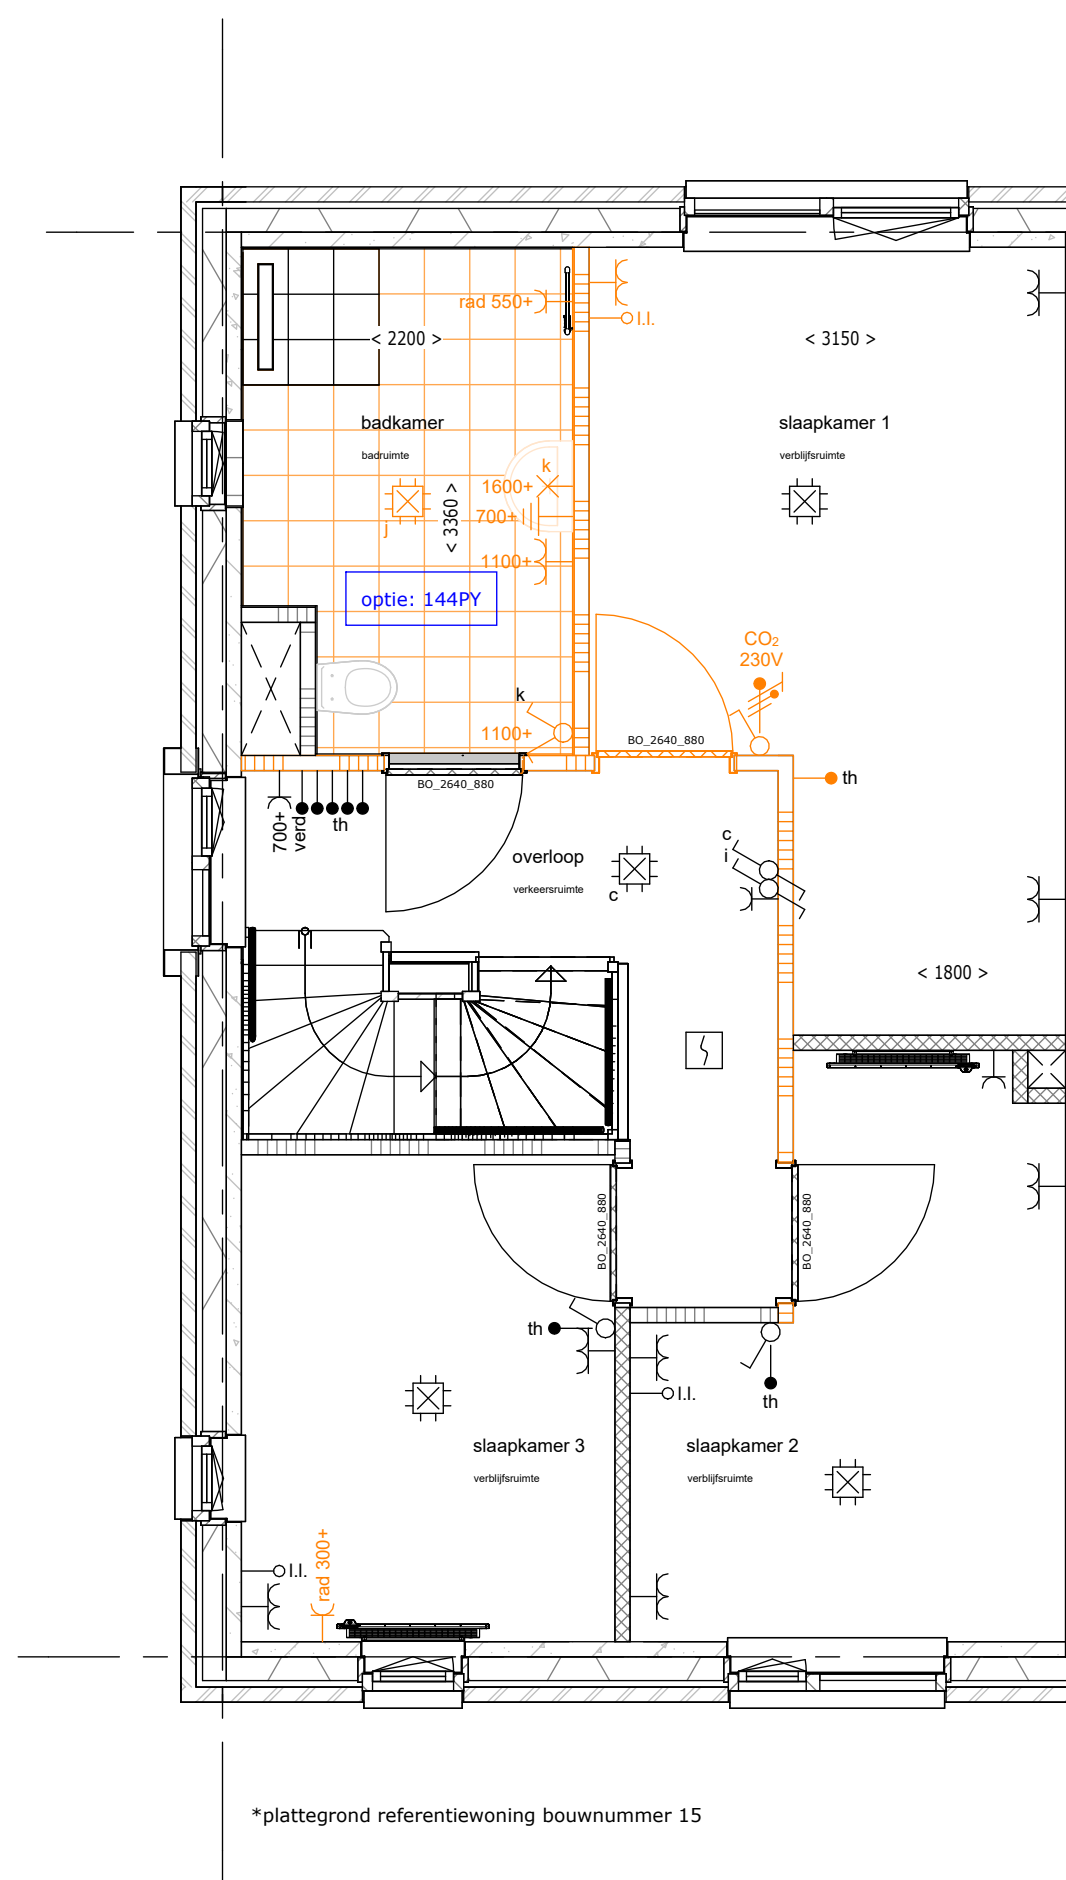 rad 550+
l.l.
< 2200 >
< 3150 >
badkamer
badruimte
slaapkamer 1
verblijfsruimte
k
1600+
700+
1100+
j
< 3360 >
optie: 144PY
CO2
230V
k
1100+
BO_2640_880
BO_2640_880
th
700+
verd
th
overloop
verkeersruimte
c
c
i
< 1800 >
BO_2640_880
BO_2640_880
th
l.l.
th
slaapkamer 3
verblijfsruimte
slaapkamer 2
verblijfsruimte
l.l.
rad 300+
*plattegrond referentiewoning bouwnummer 15